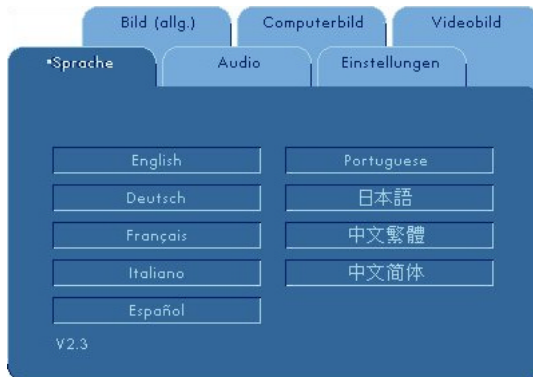 Bild (allg.)
Computerbild
Videobild
*Sprache
Audio
Einstellungen
English
Portuguese
Deutsch
日本語
Français
中文繁體
Italiano
中文简体
Español
V2.3